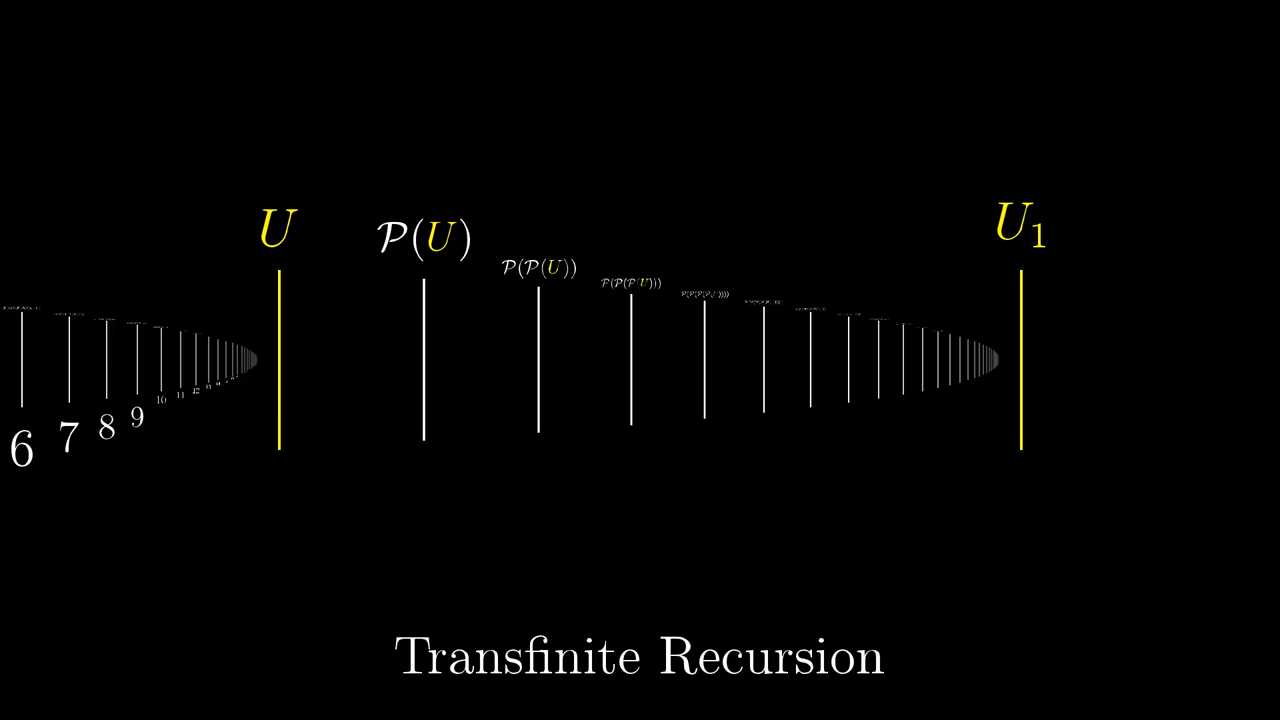 U
𝒫(U)
𝒫(𝒫(U))
𝒫(𝒫(𝒫(U)))
𝒫(𝒫(𝒫(𝒫(U))))
U₁
6
7
8
9
10
11
12
Transfinite Recursion